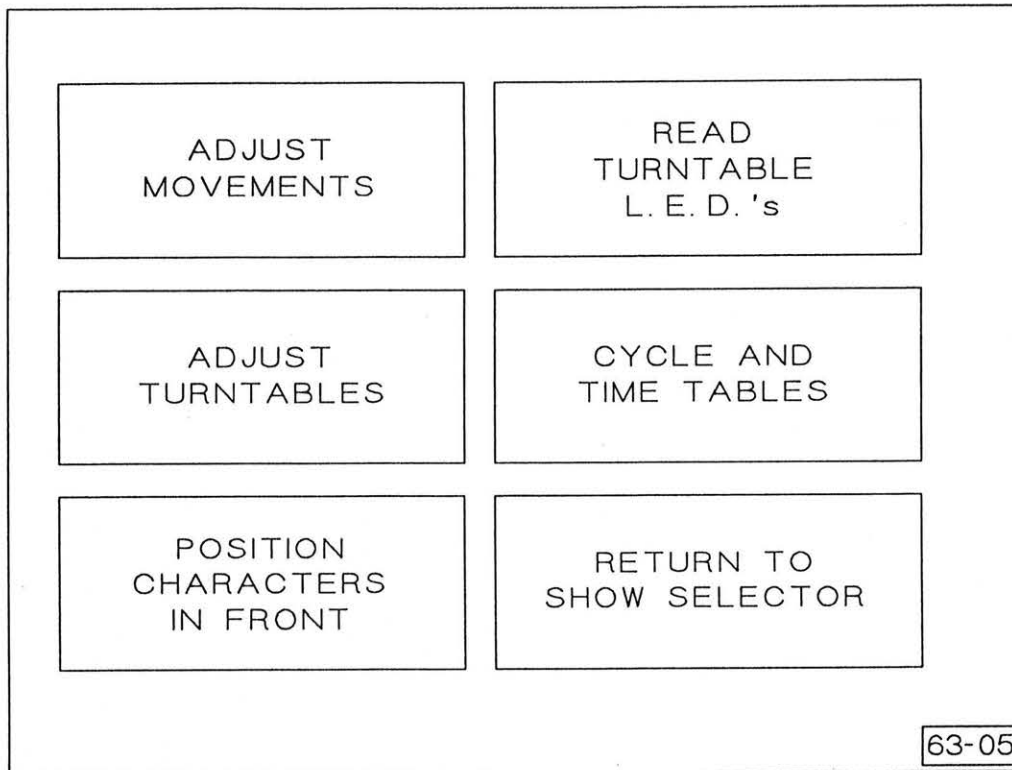 ADJUST
MOVEMENTS
READ
TURNTABLE
L.E.D.'s
ADJUST
TURNTABLES
CYCLE AND
TIME TABLES
POSITION
CHARACTERS
IN FRONT
RETURN TO
SHOW SELECTOR
63-05